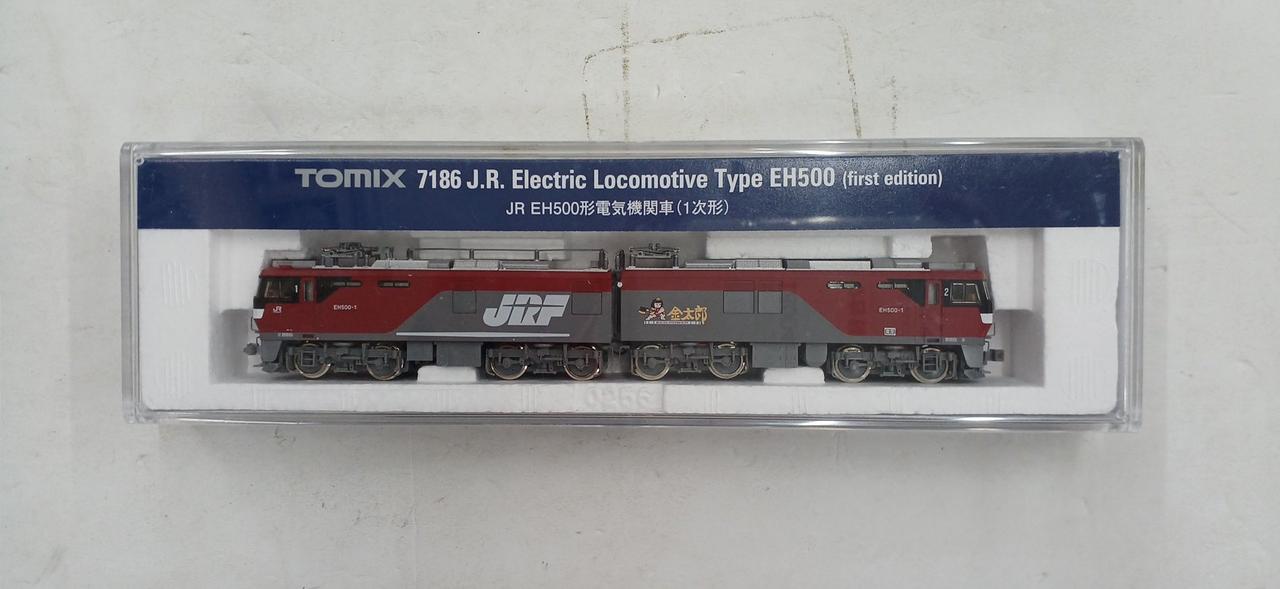 TOMIX 7186 J.R. Electric Locomotive Type EH500 (first edition)
JR EH500形電気機関車(1次形)
1
JR
EH500-1
JRF
金太郎
EH500-1
2
0256